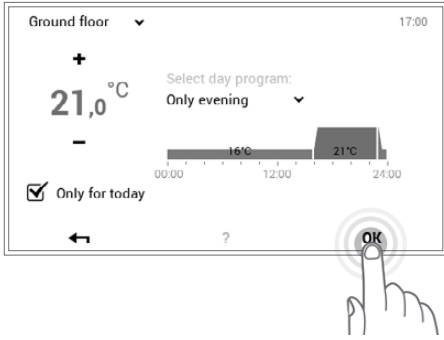 Ground floor
17:00
+
21,0°C
−
Select day program:
Only evening
16°C
21°C
00:00
12:00
24:00
Only for today
?
OK